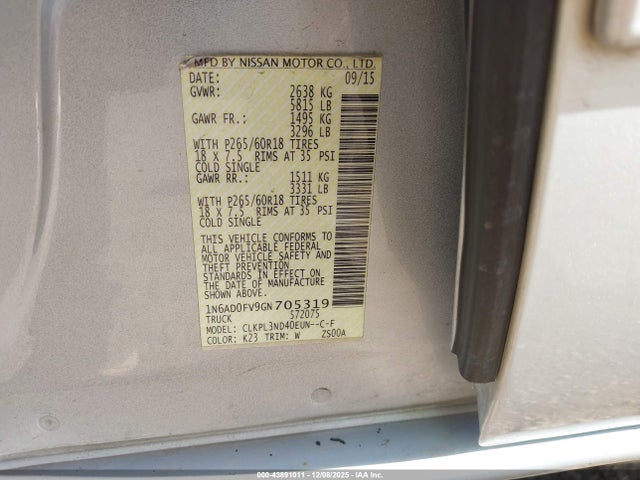 MFD BY NISSAN MOTOR CO., LTD.
DATE: 09/15
GVWR: 2638 KG
5815 LB
GAWR FR.: 1495 KG
3296 LB
WITH P265/60R18 TIRES
18 X 7.5 RIMS AT 35 PSI
COLD SINGLE
GAWR RR.: 1511 KG
3331 LB
WITH P265/60R18 TIRES
18 X 7.5 RIMS AT 35 PSI
COLD SINGLE
THIS VEHICLE CONFORMS TO
ALL APPLICABLE FEDERAL
MOTOR VEHICLE SAFETY AND
THEFT PREVENTION
STANDARDS IN EFFECT ON
THE DATE OF MANUFACTURE
SHOWN ABOVE.
1N6AD0FV9GN705319
TRUCK S72075
MODEL: CLKPL3ND40EUN--C-F
COLOR: K23 TRIM: W ZS00A
000-43891011 - 12/08/2025 - IAAI.COM